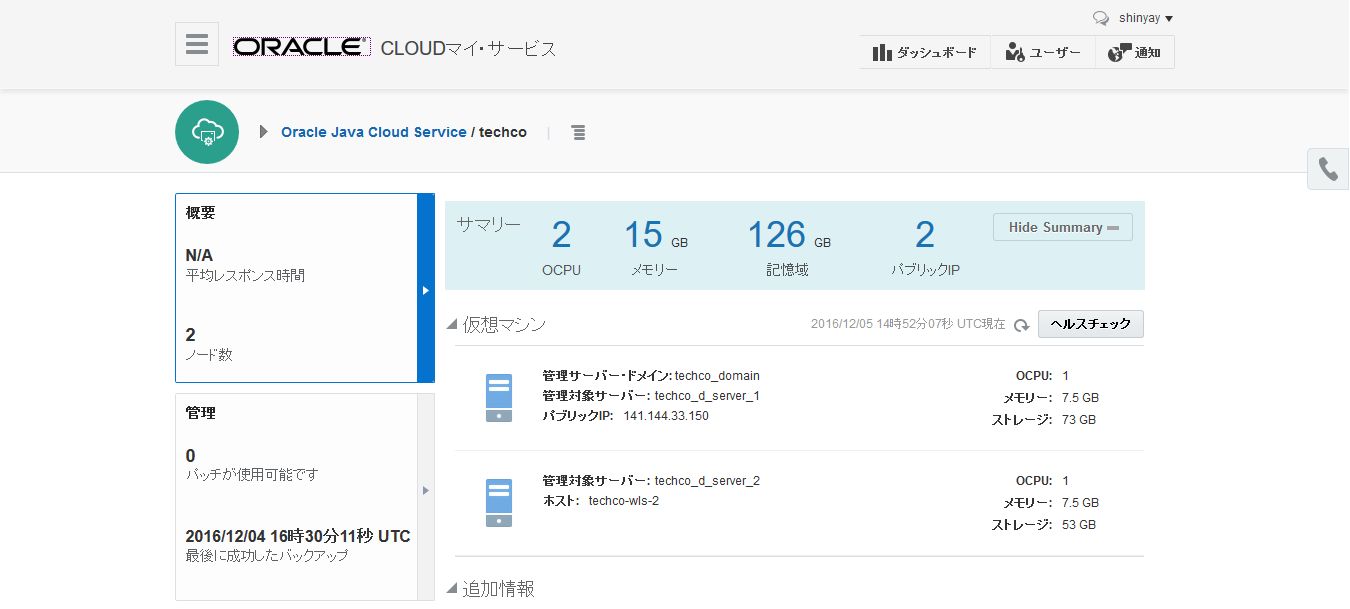 shinyay
ORACLE CLOUDマイ・サービス
ダッシュボード ユーザー 通知
Oracle Java Cloud Service / techco
概要
N/A
平均レスポンス時間
2
ノード数
管理
0
パッチが使用可能です
2016/12/04 16時30分11秒 UTC
最後に成功したバックアップ
サマリー
2 15 GB 126 GB 2
OCPU メモリー 記憶域 パブリックIP
Hide Summary
仮想マシン
2016/12/05 14時52分07秒 UTC現在 ヘルスチェック
管理サーバー・ドメイン: techco_domain
管理対象サーバー: techco_d_server_1
パブリックIP: 141.144.33.150
OCPU: 1
メモリー: 7.5 GB
ストレージ: 73 GB
管理対象サーバー: techco_d_server_2
ホスト: techco-wls-2
OCPU: 1
メモリー: 7.5 GB
ストレージ: 53 GB
追加情報